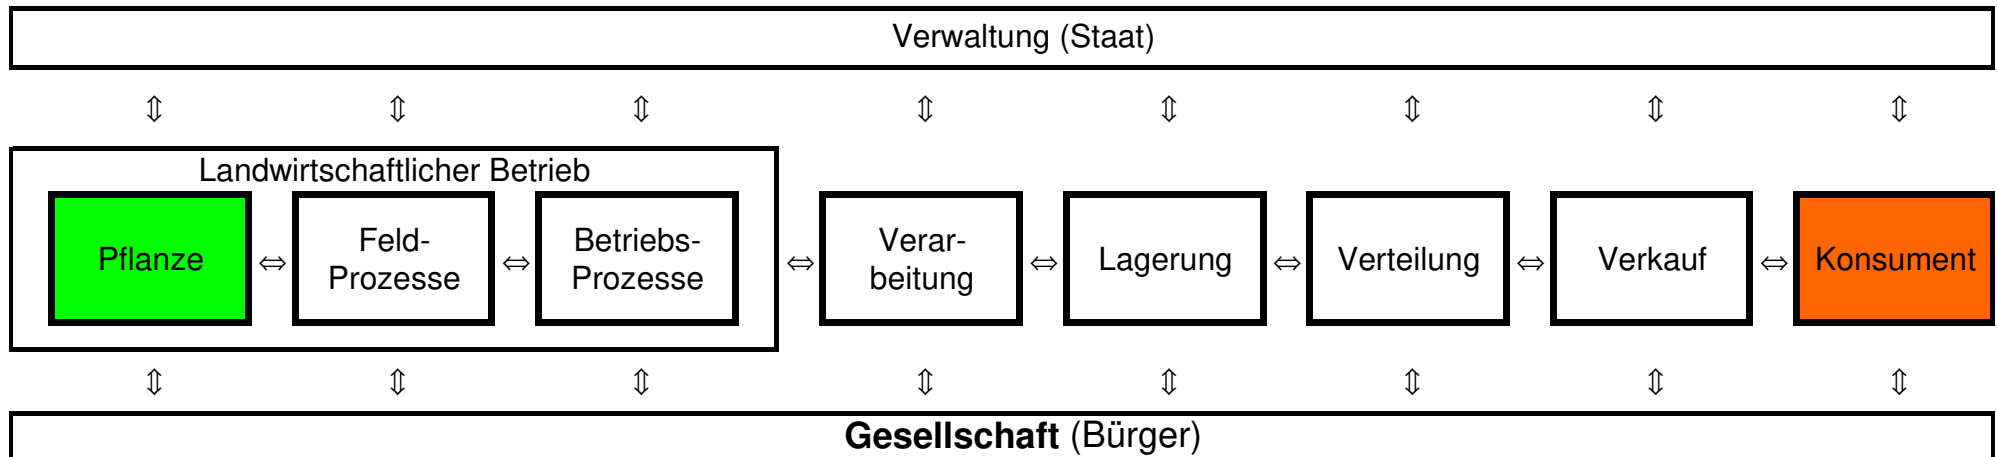 Verwaltung (Staat)
⇕ ⇕ ⇕ ⇕ ⇕ ⇕ ⇕ ⇕
Landwirtschaftlicher Betrieb
Pflanze
⇔
Feld-
Prozesse
⇔
Betriebs-
Prozesse
⇔
Verar-
beitung
⇔
Lagerung
⇔
Verteilung
⇔
Verkauf
⇔
Konsument
⇕ ⇕ ⇕ ⇕ ⇕ ⇕ ⇕ ⇕
Gesellschaft (Bürger)